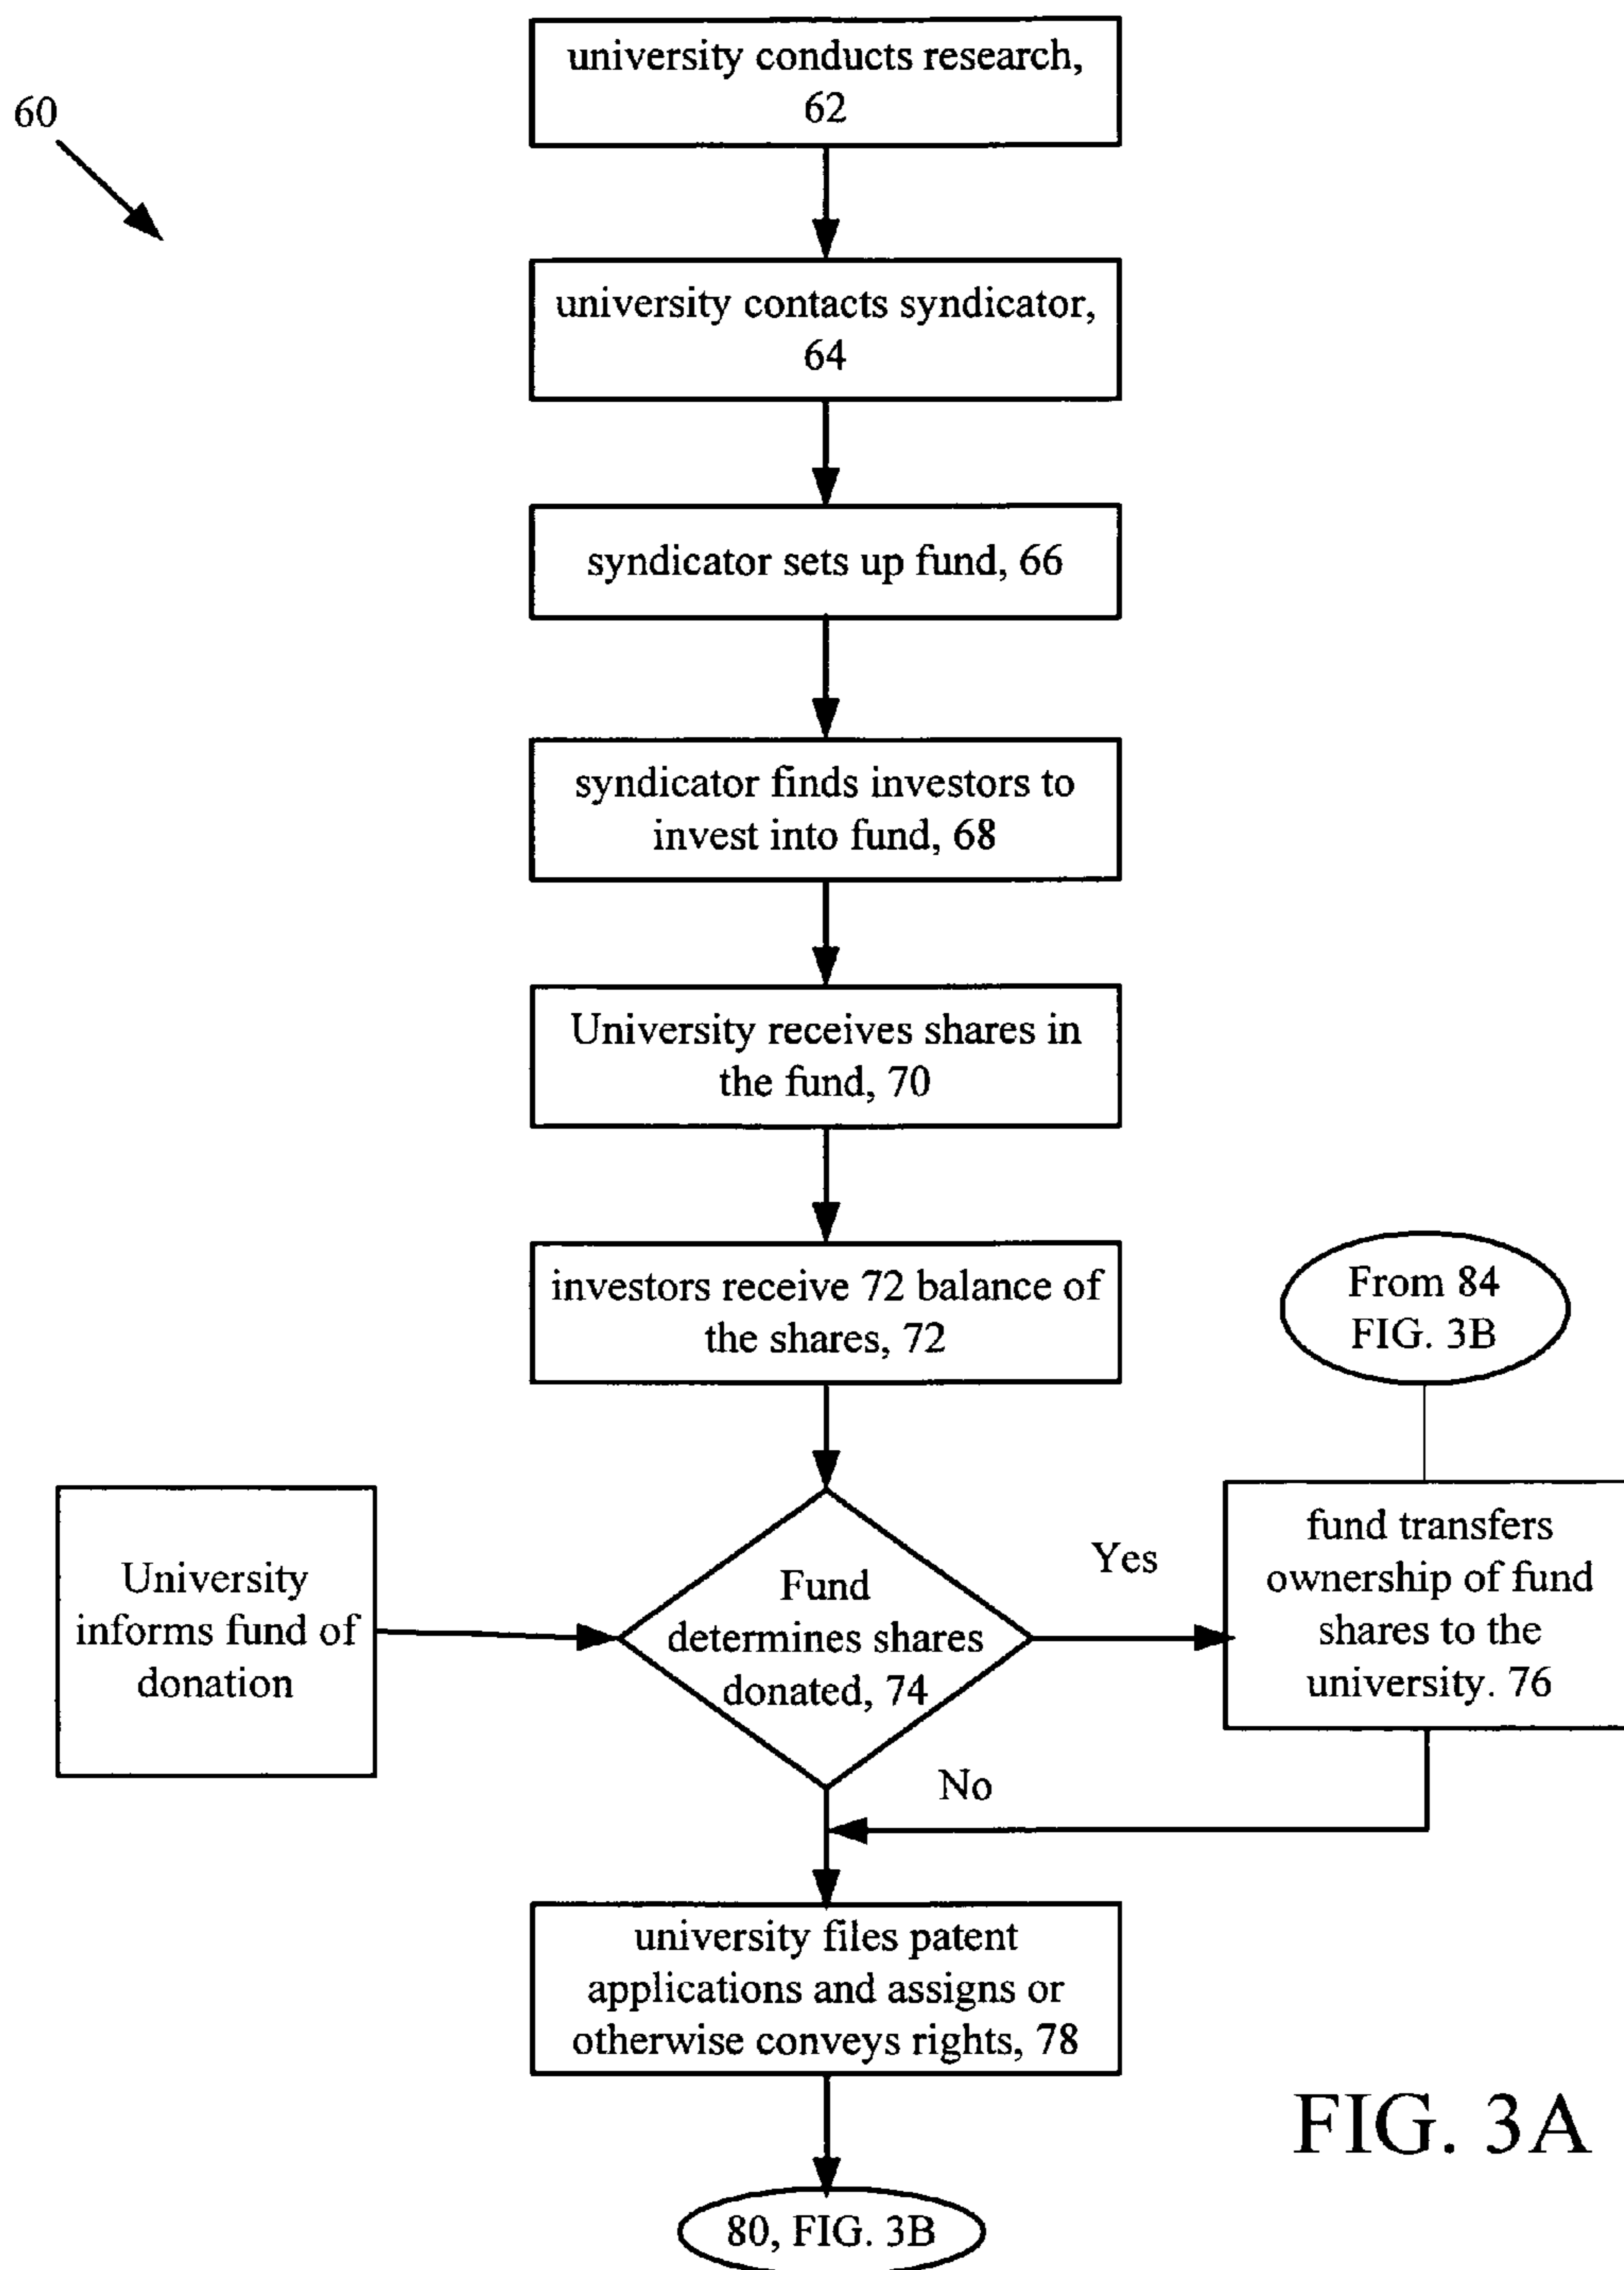 60
university conducts research,
62
university contacts syndicator,
64
syndicator sets up fund, 66
syndicator finds investors to
invest into fund, 68
University receives shares in
the fund, 70
investors receive 72 balance of
the shares, 72
From 84
FIG. 3B
University
informs fund of
donation
Fund
determines shares
donated, 74
Yes
fund transfers
ownership of fund
shares to the
university. 76
No
university files patent
applications and assigns or
otherwise conveys rights, 78
FIG. 3A
80, FIG. 3B